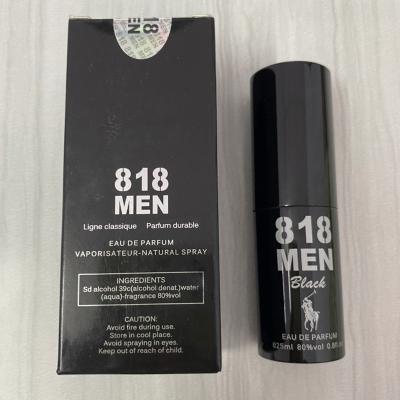 818
818
MEN
Ligne classique Parfum durable
EAU DE PARFUM
VAPORISATEUR-NATURAL SPRAY
INGREDIENTS
Sd alcohol 39c(alcohol denat.)water
(aqua)-fragrance 80%vol
CAUTION:
Avoid fire during use.
Store in cool place.
Avoid spraying in eyes.
Keep out of reach of child.
818
MEN
Black
EAU DE PARFUM
825ml 80%vol